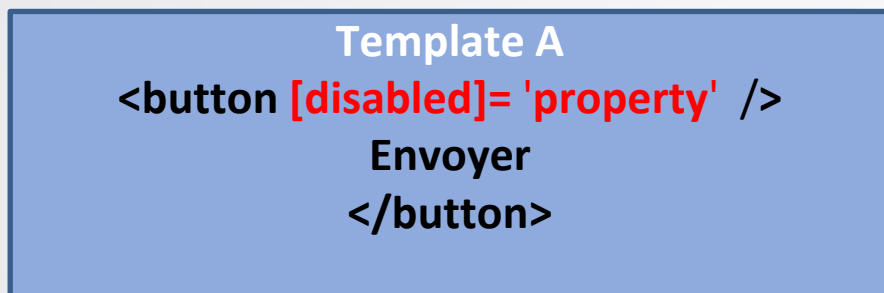 Template A
<button [disabled]= 'property' />
Envoyer
</button>